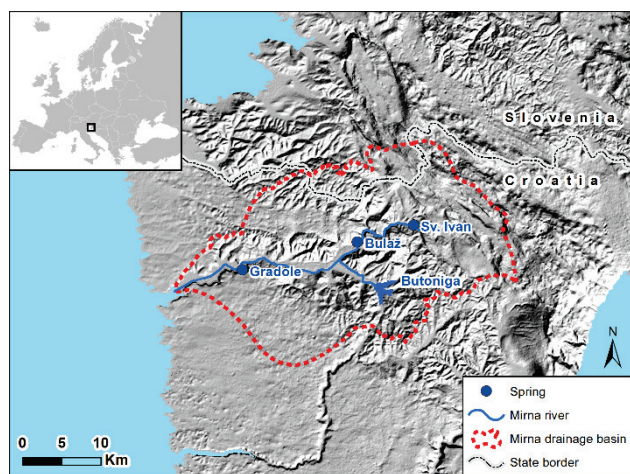 Slovenia
Croatia
Sv. Ivan
Bulaž
Gradole
Butoniga
N
Spring
Mirna river
Mirna drainage basin
State border
0 5 10
Km